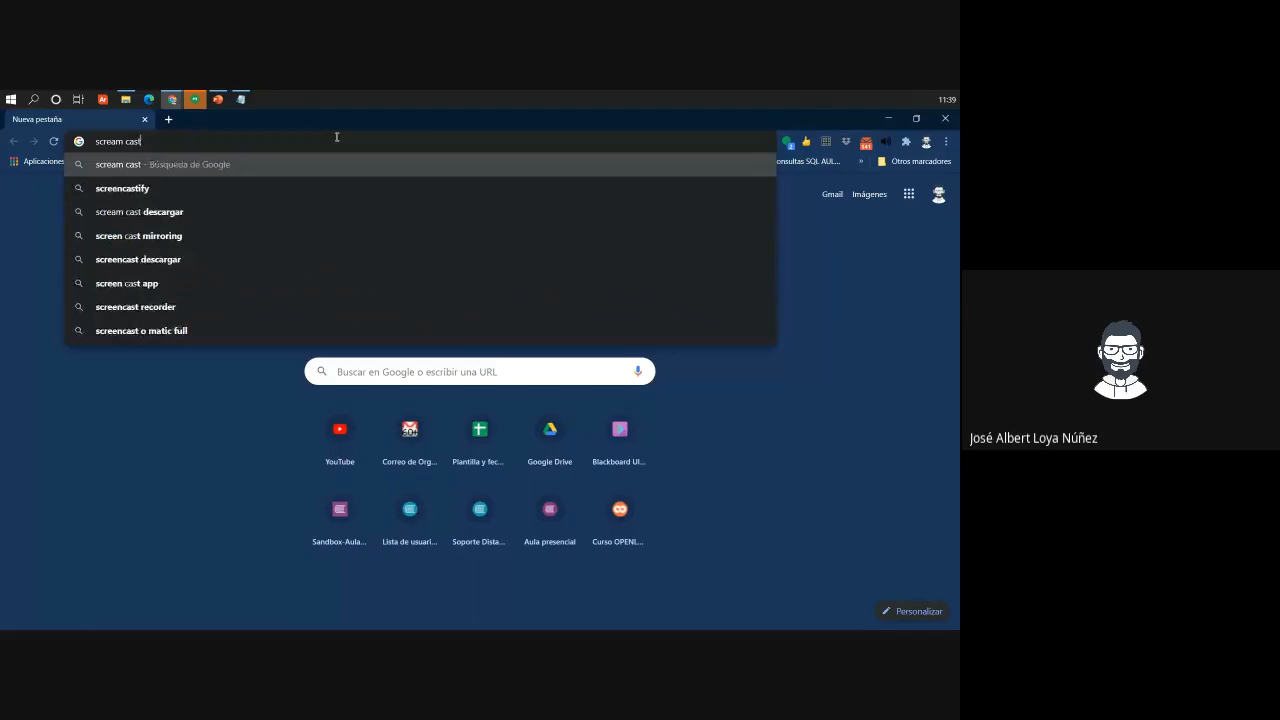 11:39
Nueva pestaña
scream cast
Aplicaciones
2
141
onsultas SQL AUL...
»
Otros marcadores
scream cast - Búsqueda de Google
screencastify
scream cast descargar
screen cast mirroring
screencast descargar
screen cast app
screencast recorder
screencast o matic full
Gmail
Imágenes
Buscar en Google o escribir una URL
YouTube
Correo de Org...
Plantilla y fec...
Google Drive
Blackboard Ul...
Sandbox-Aula...
Lista de usuari...
Soporte Dista...
Aula presencial
Curso OPENL...
Personalizar
José Albert Loya Núñez